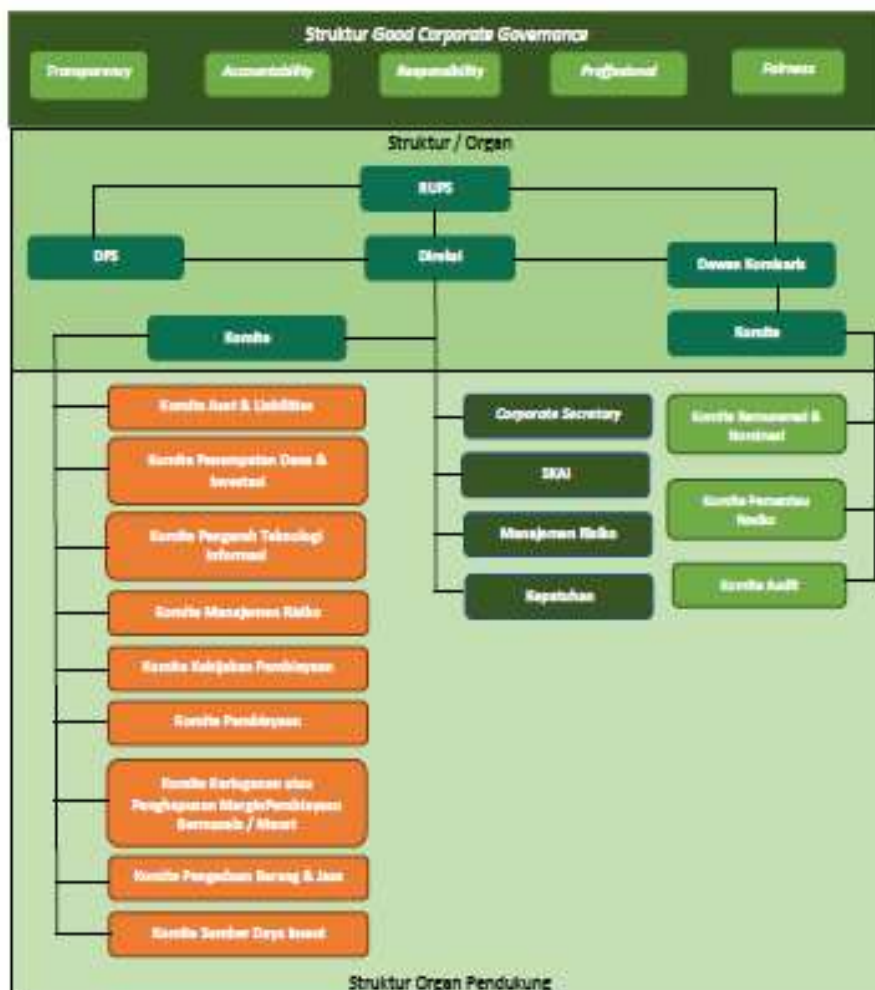 Struktur Good Corporate Governance
Transparency
Accountability
Responsibility
Proffesional
Fairness
Struktur / Organ
RUPS
DPS
Direksi
Dewan Komisaris
Komite
Komite
Komite Aset & Liabilities
Komite Penempatan Dana &
Investasi
Komite Pengarah Teknologi
Informasi
Komite Manajemen Risiko
Komite Kebijakan Pembiayaan
Komite Pembiayaan
Komite atau
Penghapusan
Bermasalah / Macet
Komite Pengadaan Barang & Jasa
Komite Sumber Daya Insani
Corporate Secretary
SKAI
Manajemen Risiko
Kepatuhan
Komite Remunerasi &
Nominasi
Komite Pemantau
Risiko
Komite Audit
Struktur Organ Pendukung